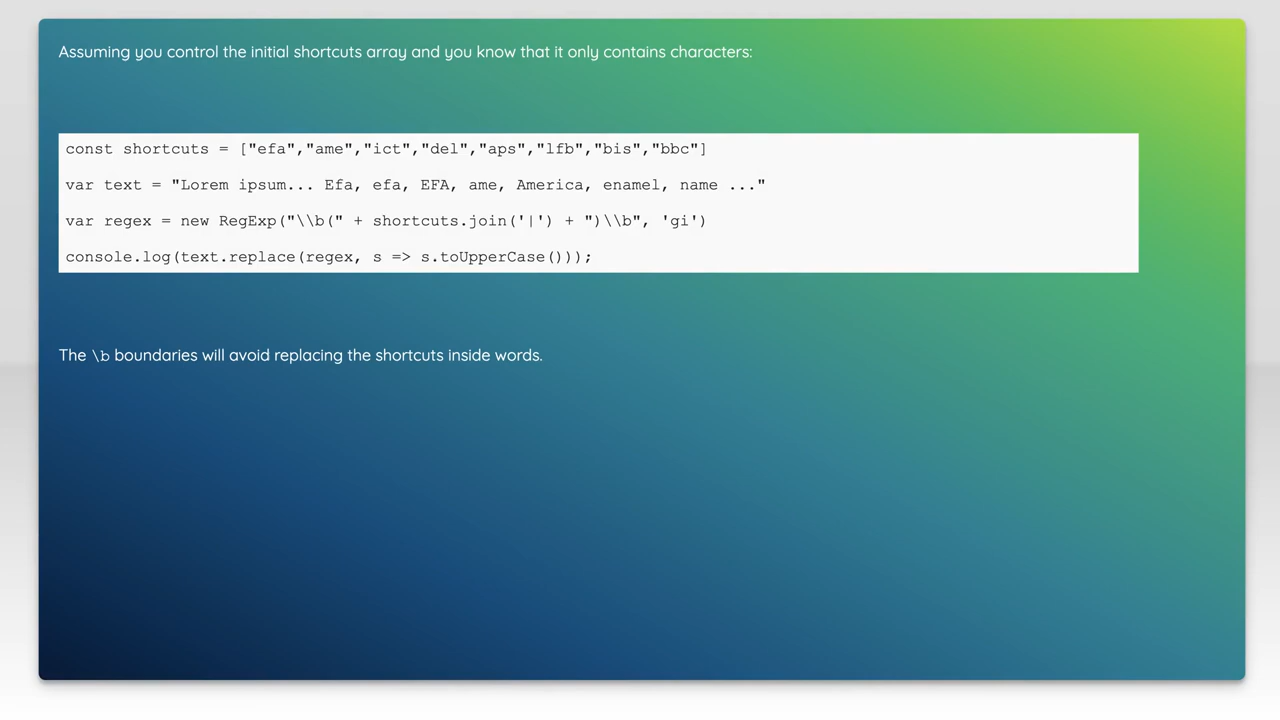 Assuming you control the initial shortcuts array and you know that it only contains characters:
const shortcuts = ["efa","ame","ict","del","aps","lfb","bis","bbc"]
var text = "Lorem ipsum... Efa, efa, EFA, ame, America, enamel, name ..."
var regex = new RegExp("\\b(" + shortcuts.join('|') + ")\\b", 'gi')
console.log(text.replace(regex, s => s.toUpperCase()));
The \b boundaries will avoid replacing the shortcuts inside words.